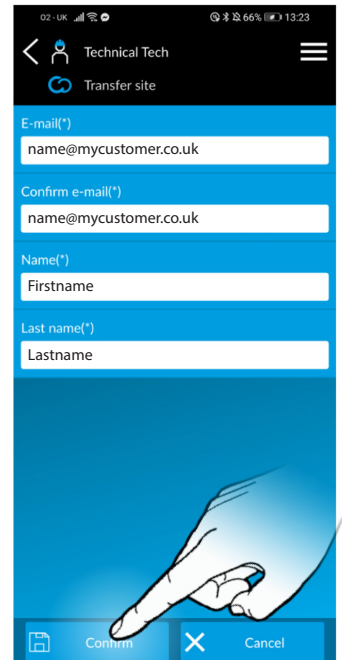 02-UK 66% 13:23
Technical Tech
Transfer site
E-mail(*)
name@mycustomer.co.uk
Confirm e-mail(*)
name@mycustomer.co.uk
Name(*)
Firstname
Last name(*)
Lastname
Confirm Cancel